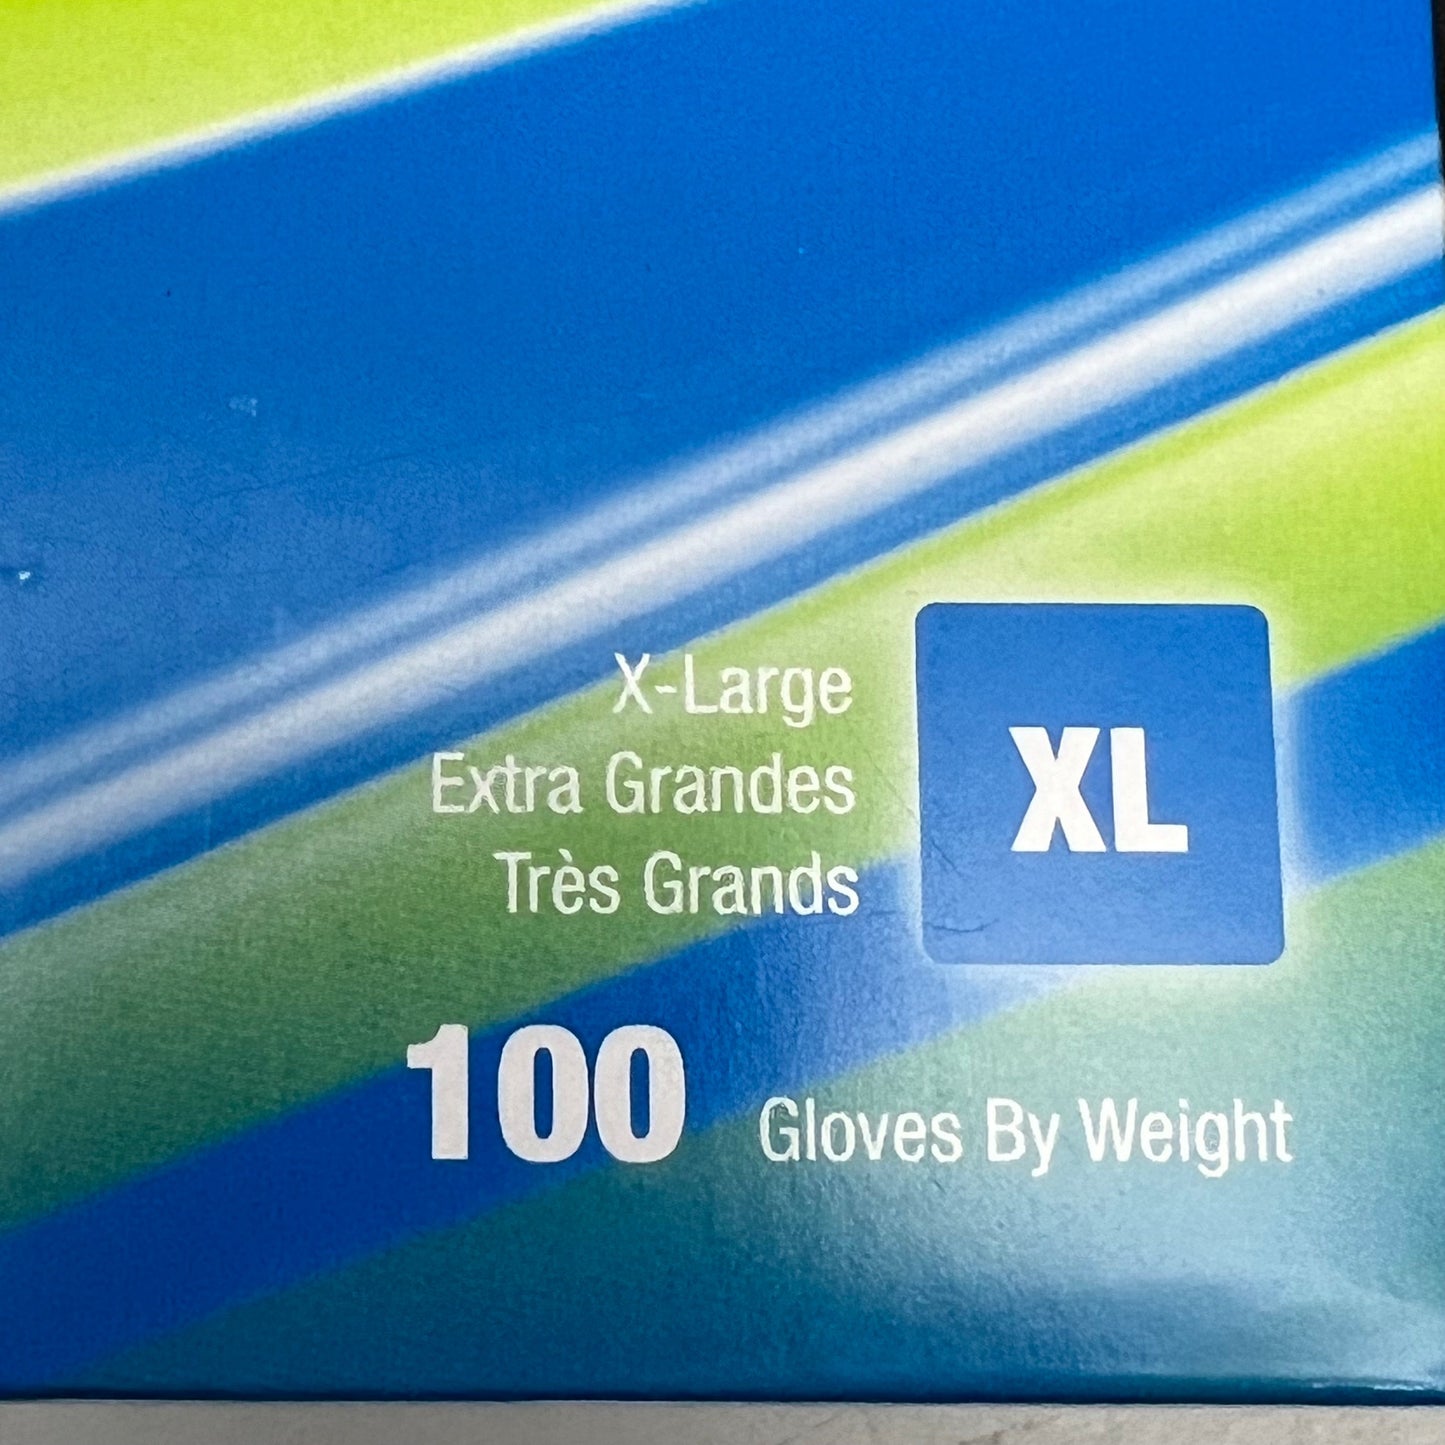 X-Large
Extra Grandes
Très Grands
XL
100 Gloves By Weight